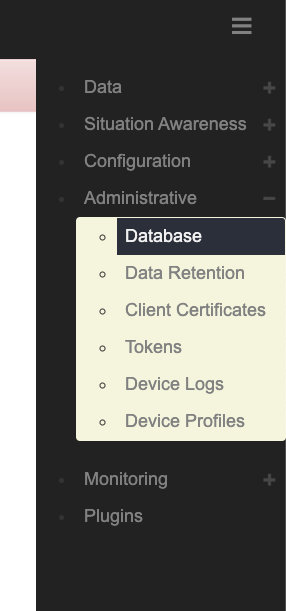 Data
Situation Awareness
Configuration
Administrative
Database
Data Retention
Client Certificates
Tokens
Device Logs
Device Profiles
Monitoring
Plugins